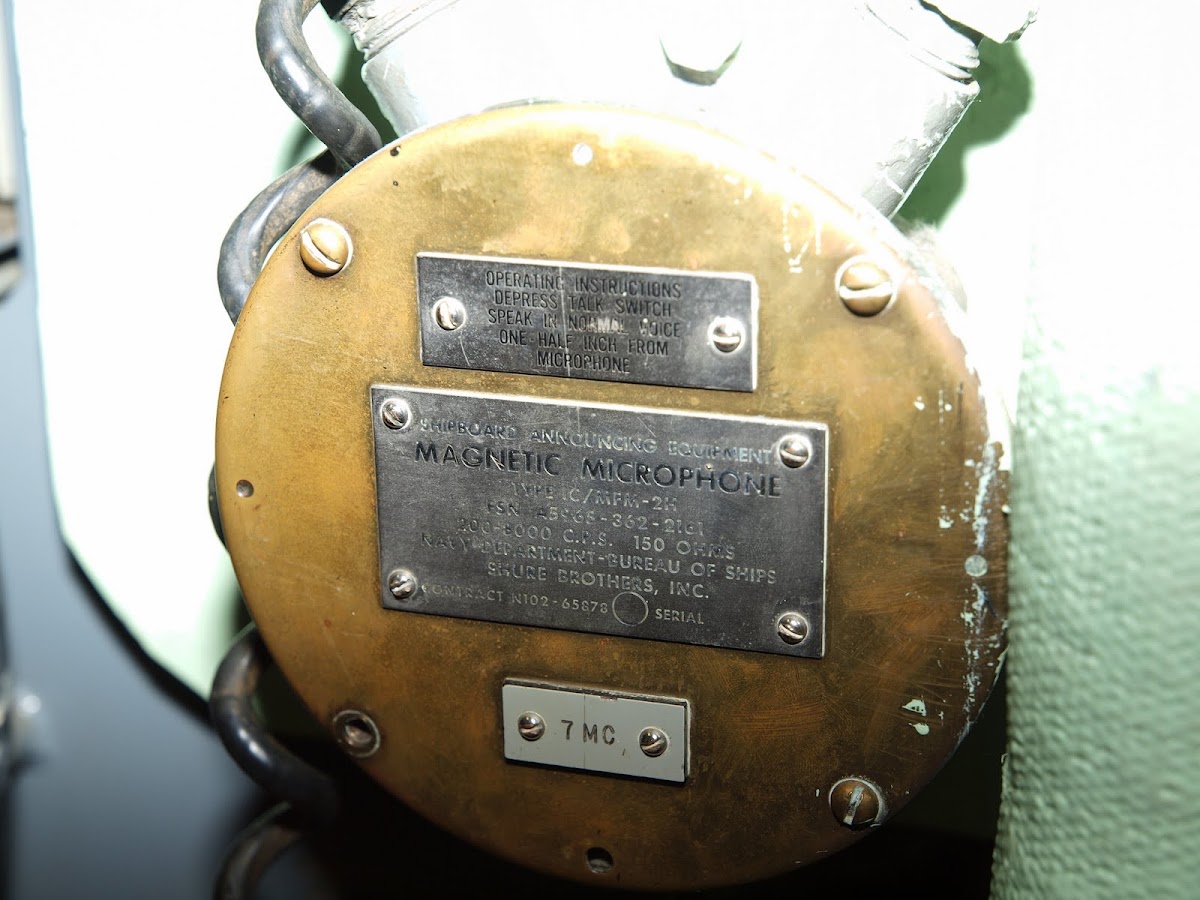 OPERATING INSTRUCTIONS
DEPRESS TALK SWITCH
SPEAK IN NORMAL VOICE
ONE-HALF INCH FROM
MICROPHONE
SHIPBOARD ANNOUNCING EQUIPMENT
MAGNETIC MICROPHONE
TYPE IC/MFM-2H
FSN
200-8000 C.P.S. 150 OHMS
NAVY DEPARTMENT-BUREAU OF SHIPS
SHURE BROTHERS, INC.
CONTRACT N102-65878 SERIAL
7 MC